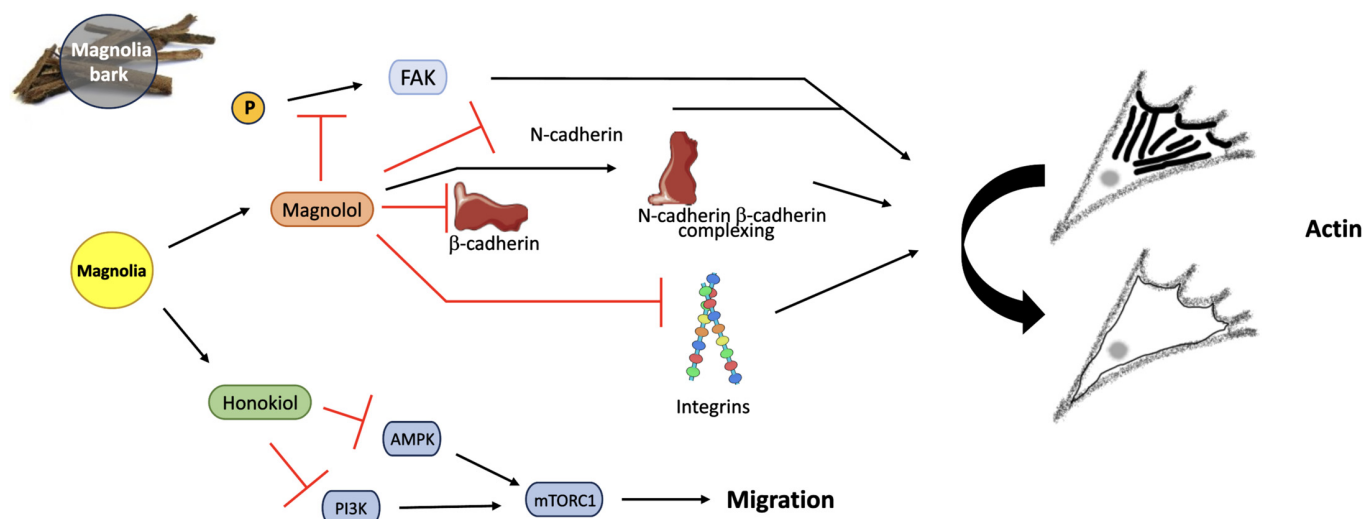 Magnolia
bark
P
FAK
N-cadherin
Magnolol
β-cadherin
N-cadherin β-cadherin
complexing
Actin
Magnolia
Integrins
Honokiol
AMPK
PI3K
mTORC1
Migration